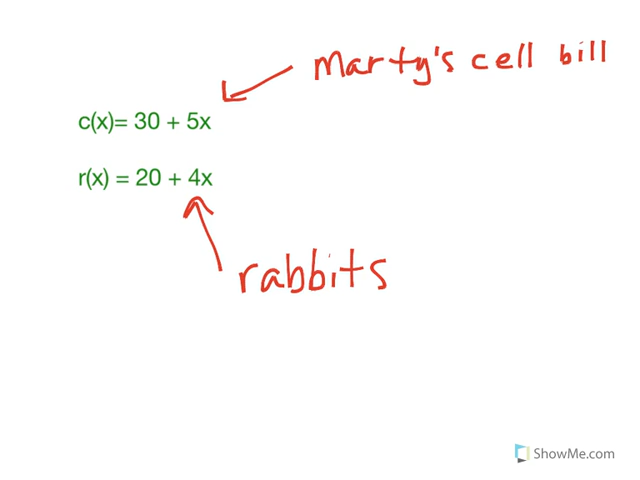 Marty's cell bill
c(x)= 30 + 5x
r(x) = 20 + 4x
rabbits
ShowMe.com